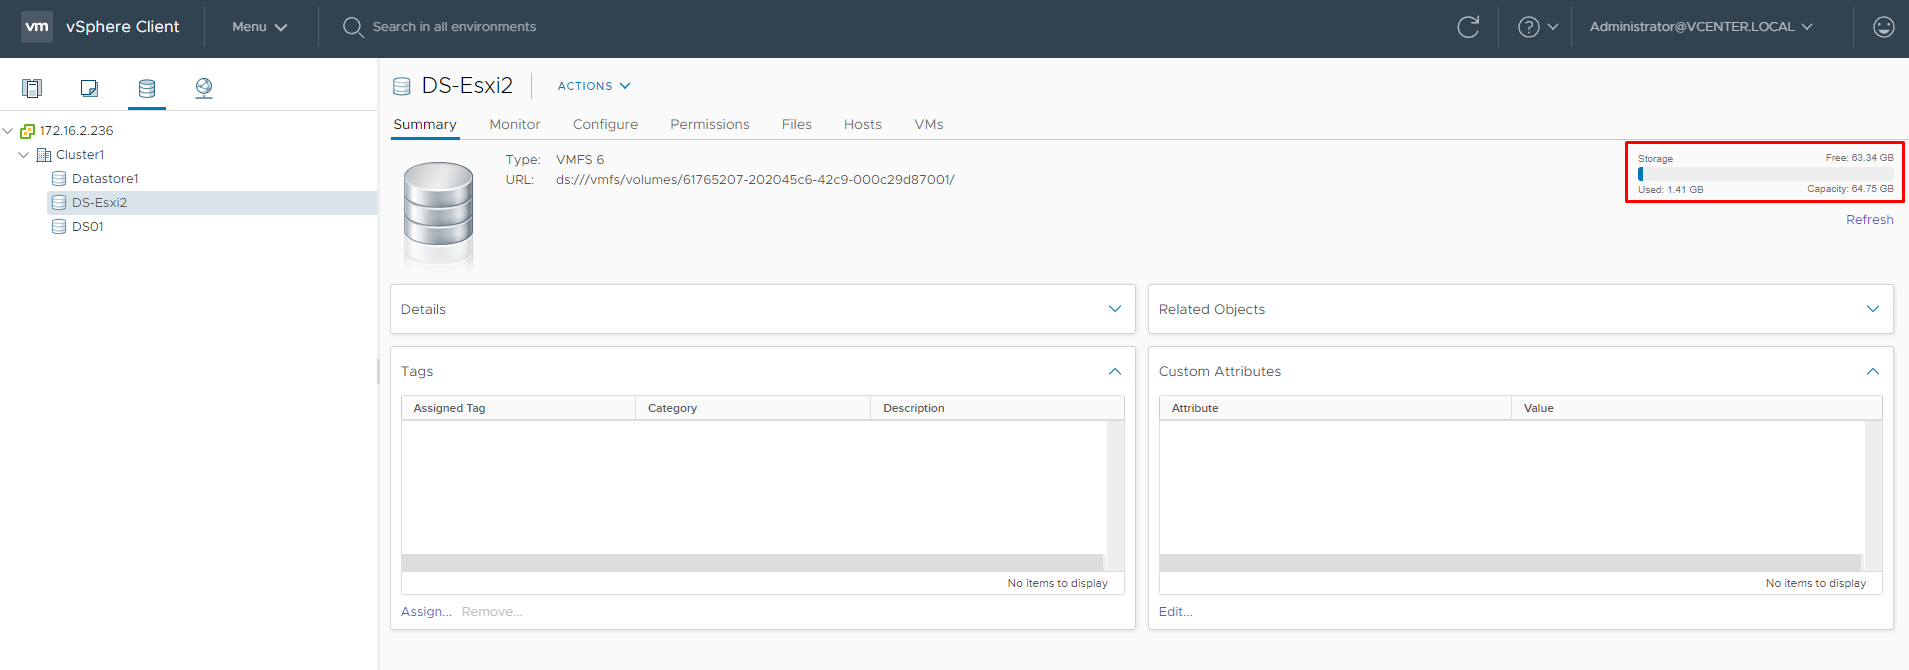 vm vSphere Client Menu Search in all environments Administrator@VCENTER.LOCAL
172.16.2.236
Cluster1
Datastore1
DS-Esxi2
DS01
DS-Esxi2 ACTIONS
Summary Monitor Configure Permissions Files Hosts VMs
Type: VMFS 6
URL: ds:///vmfs/volumes/61765207-202045c6-42c9-000c29d87001/
Storage Free: 63.34 GB
Used: 1.41 GB Capacity: 64.75 GB
Refresh
Details
Related Objects
Tags
Assigned Tag Category Description
No items to display
Assign... Remove...
Custom Attributes
Attribute Value
No items to display
Edit...